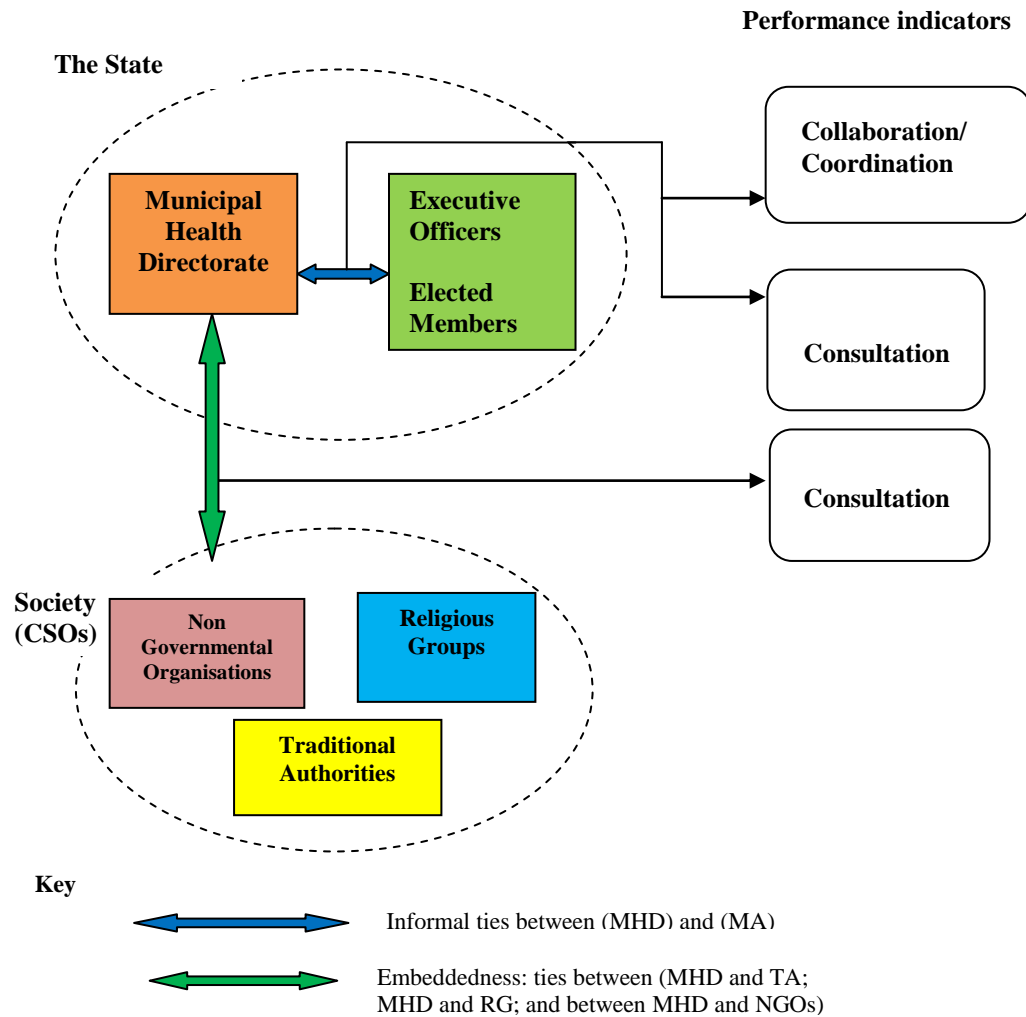 Performance indicators
The State
Collaboration/
Coordination
Municipal
Health
Directorate
Executive
Officers
Elected
Members
Consultation
Consultation
Society
(CSOs)
Non
Governmental
Organisations
Religious
Groups
Traditional
Authorities
Key
Informal ties between (MHD) and (MA)
Embeddedness: ties between (MHD and TA;
MHD and RG; and between MHD and NGOs)